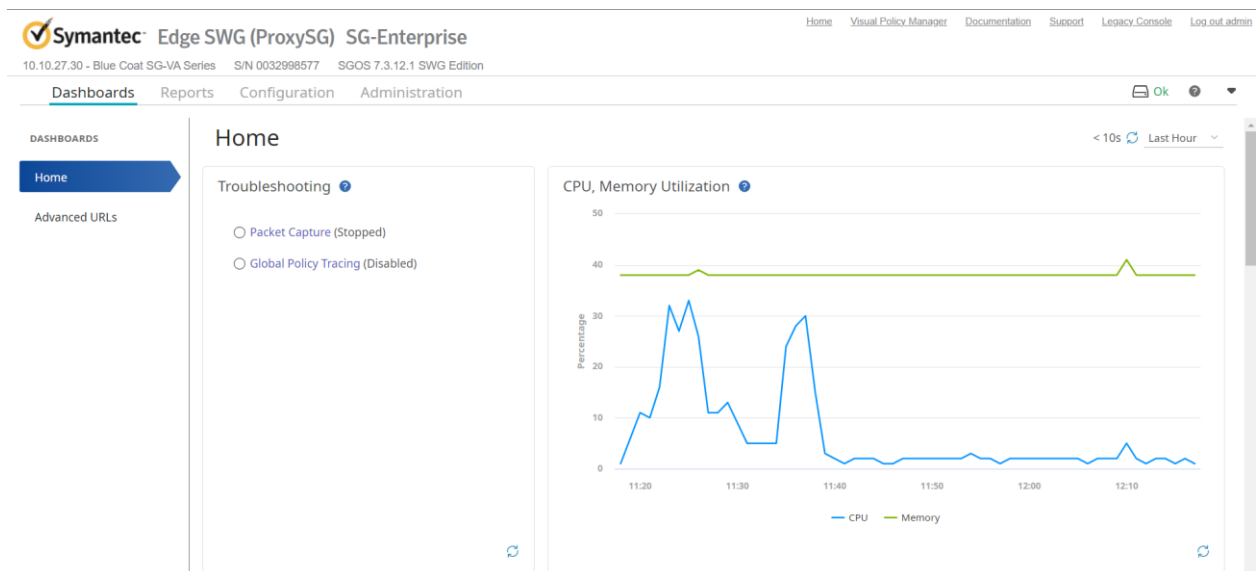 Home Visual Policy Manager Documentation Support Legacy Console Log out admin
Symantec Edge SWG (ProxySG) SG-Enterprise
10.10.27.30 - Blue Coat SG-VA Series S/N 0032998577 SGOS 7.3.12.1 SWG Edition
Dashboards Reports Configuration Administration Ok ?
DASHBOARDS
Home
Advanced URLs
Home
< 10s Last Hour
Troubleshooting ?
Packet Capture (Stopped)
Global Policy Tracing (Disabled)
CPU, Memory Utilization ?
50
40
30
20
10
0
Percentage
11:20 11:30 11:40 11:50 12:00 12:10
CPU Memory